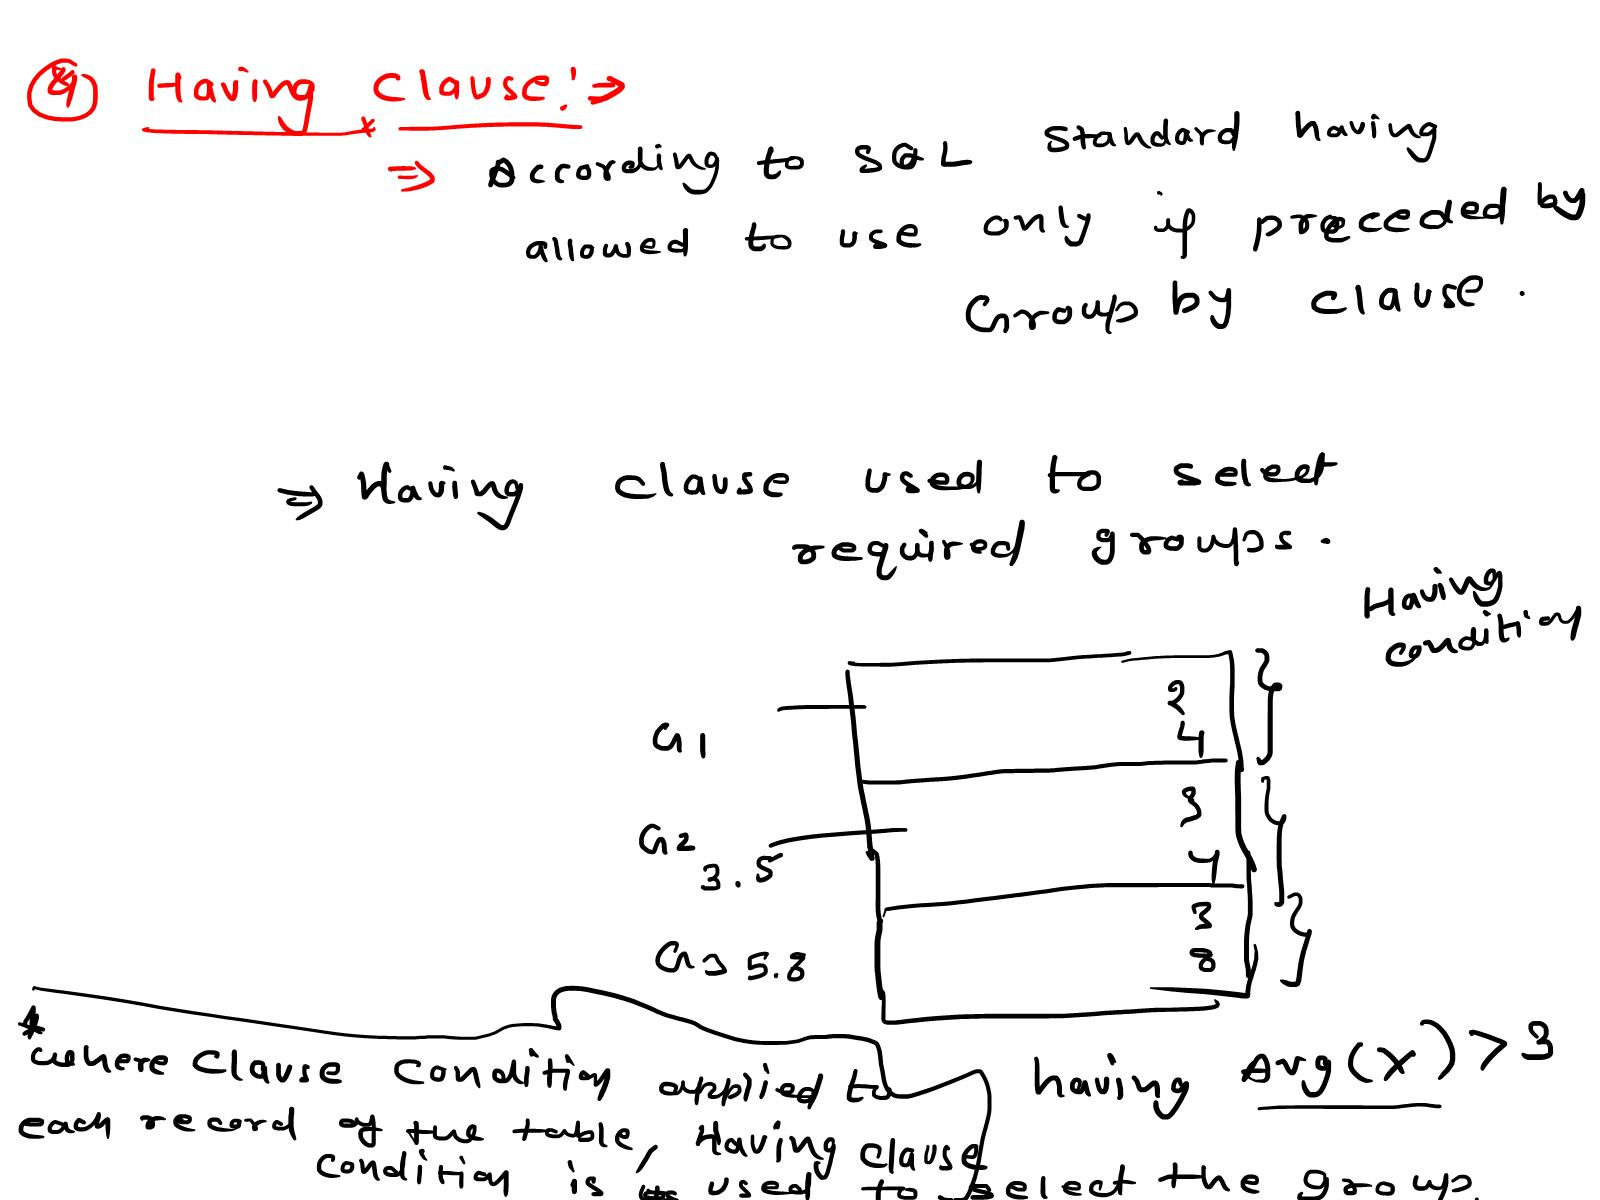 ④ Having Clause:⇒
⇒ According to SQL Standard having
allowed to use only if preceded by
Group by clause.
⇒ Having clause used to select
required groups.
Having
condition
2
G1
4
3
G2
3.5
4
3
G3 5.8
8
having Avg(X) > 3
* where Clause Condition applied to
each record of the table, Having clause
condition is used to select the group.